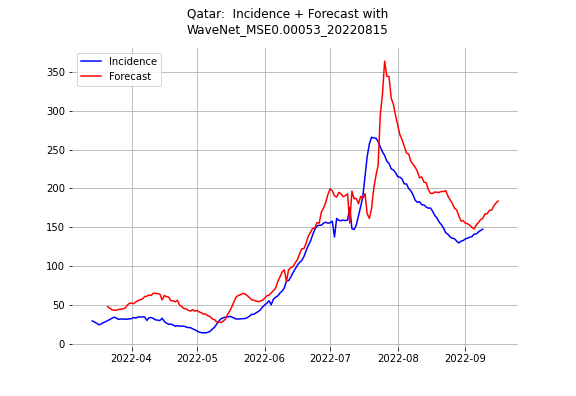 Qatar:  Incidence + Forecast with
WaveNet_MSE0.00053_20220815
Incidence
Forecast
350
300
250
200
150
100
50
0
2022-04 2022-05 2022-06 2022-07 2022-08 2022-09